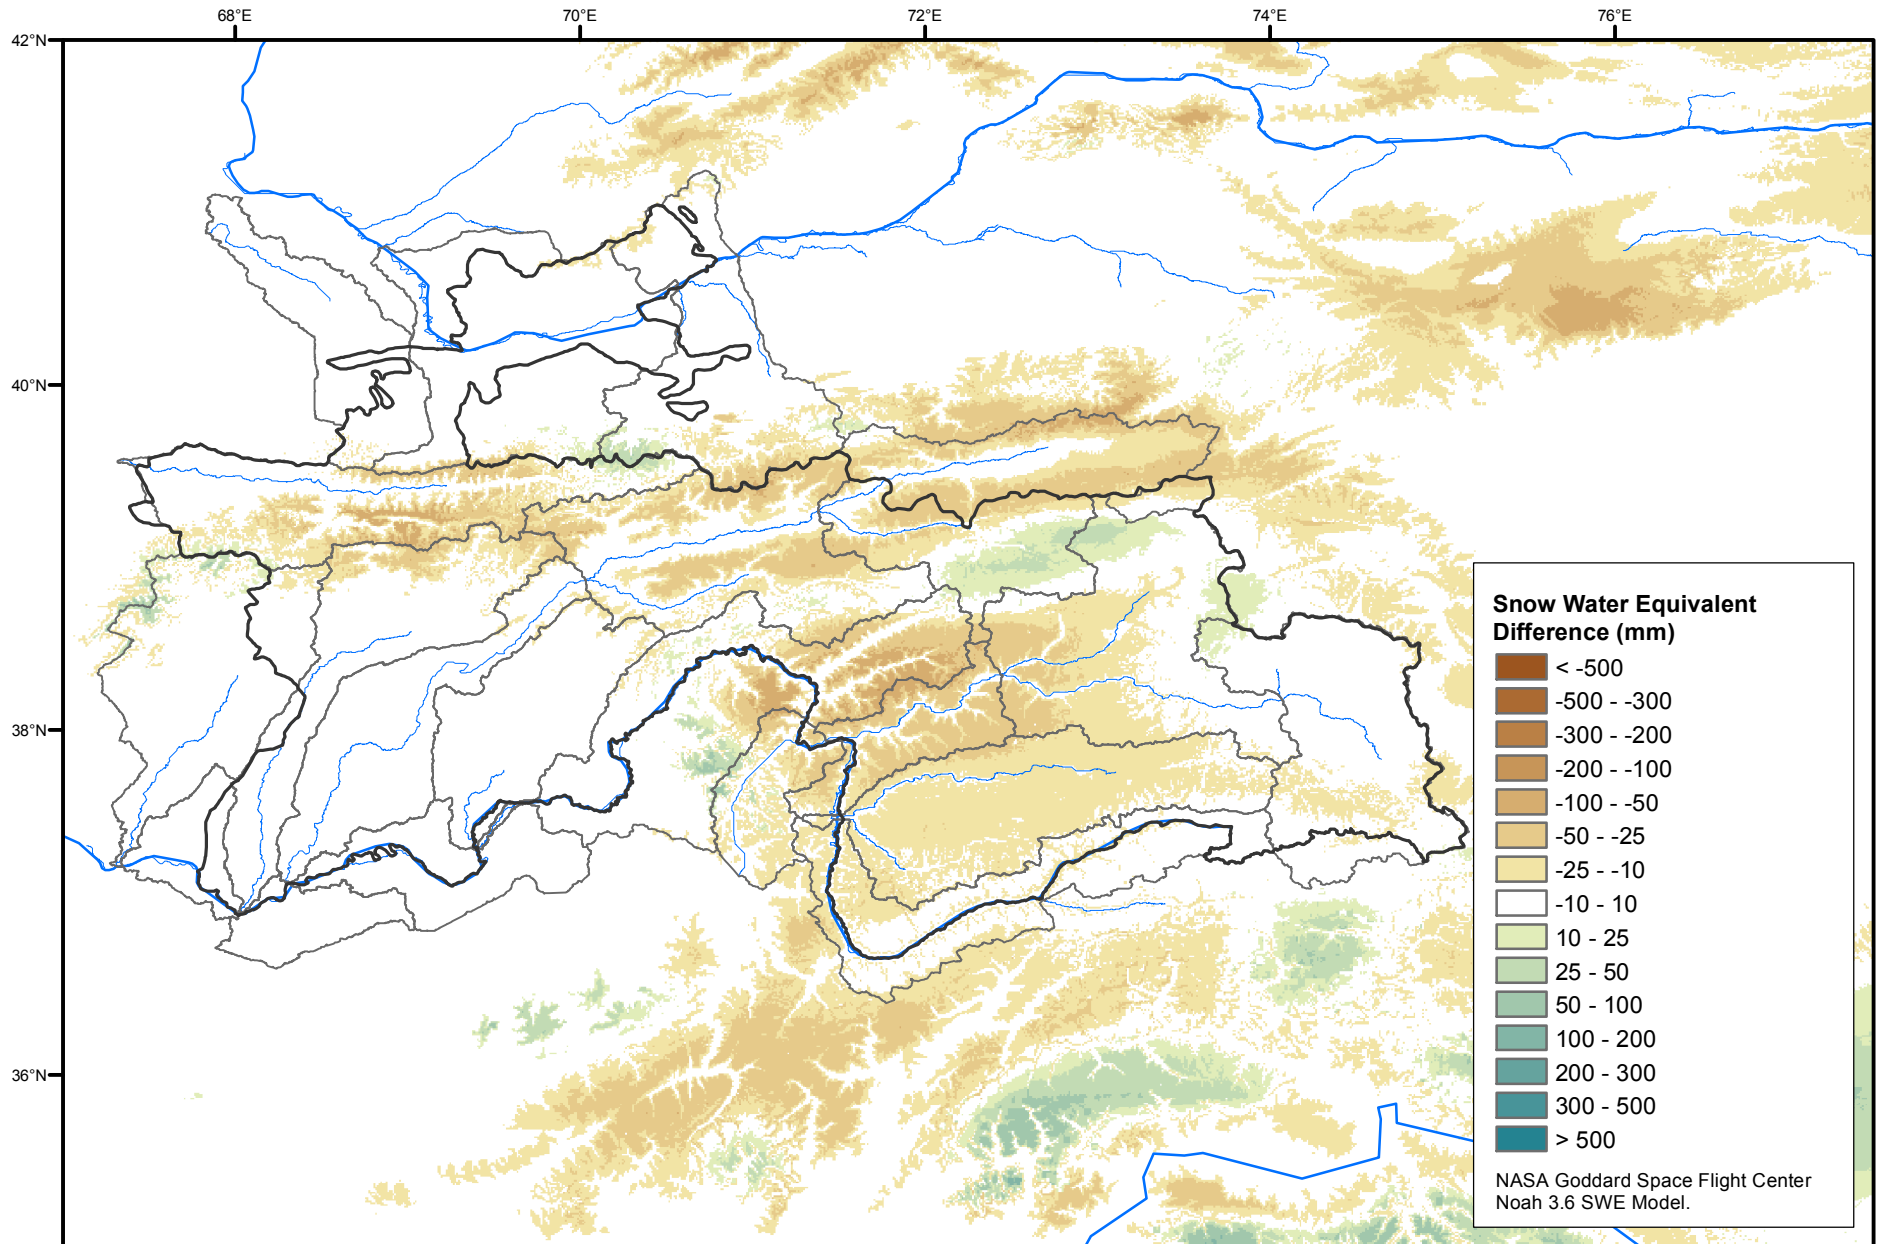 68°E 70°E 72°E 74°E 76°E
42°N
40°N
38°N
36°N
Snow Water Equivalent
Difference (mm)
< -500
-500 - -300
-300 - -200
-200 - -100
-100 - -50
-50 - -25
-25 - -10
-10 - 10
10 - 25
25 - 50
50 - 100
100 - 200
200 - 300
300 - 500
> 500
NASA Goddard Space Flight Center
Noah 3.6 SWE Model.